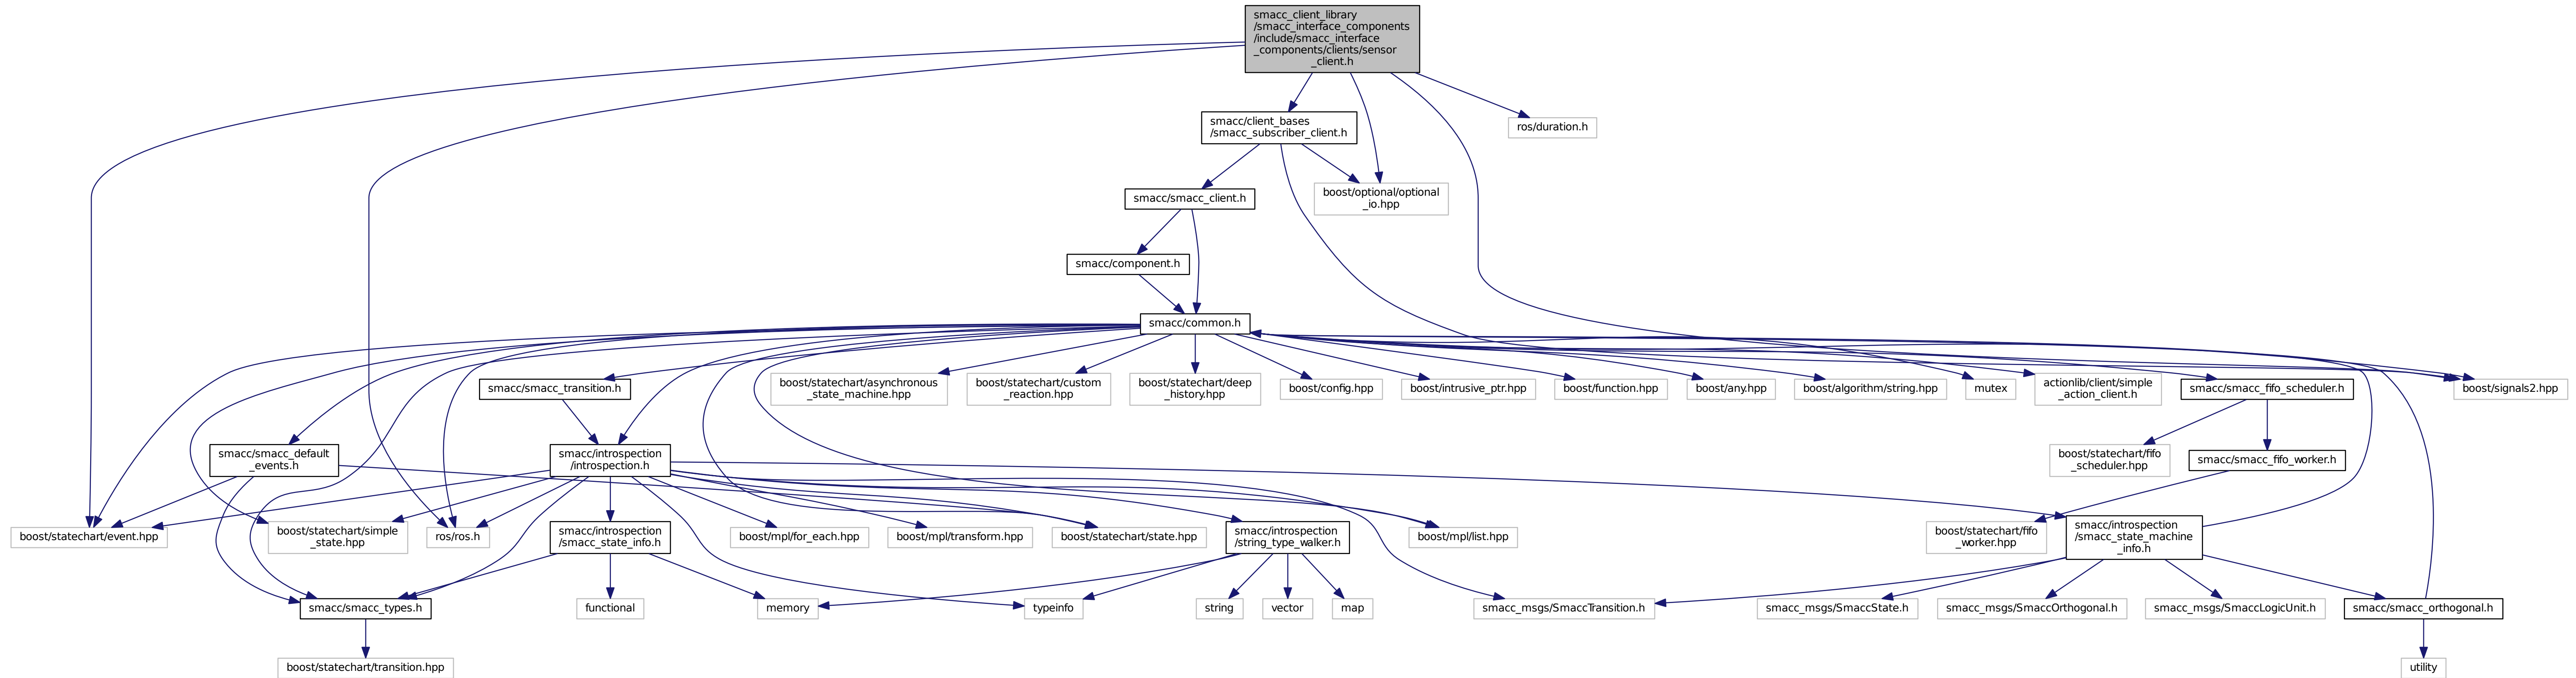 smacc_client_library
/smacc_interface_components
/include/smacc_interface
_components/clients/sensor
_client.h
smacc/client_bases
/smacc_subscriber_client.h
ros/duration.h
smacc/smacc_client.h
boost/optional/optional
_io.hpp
smacc/component.h
smacc/common.h
smacc/smacc_transition.h
boost/statechart/asynchronous
_state_machine.hpp
boost/statechart/custom
_reaction.hpp
boost/statechart/deep
_history.hpp
boost/config.hpp
boost/intrusive_ptr.hpp
boost/function.hpp
boost/any.hpp
boost/algorithm/string.hpp
mutex
actionlib/client/simple
_action_client.h
smacc/smacc_fifo_scheduler.h
boost/signals2.hpp
smacc/smacc_default
_events.h
smacc/introspection
/introspection.h
boost/statechart/fifo
_scheduler.hpp
smacc/smacc_fifo_worker.h
boost/statechart/event.hpp
boost/statechart/simple
_state.hpp
ros/ros.h
smacc/introspection
/smacc_state_info.h
boost/mpl/for_each.hpp
boost/mpl/transform.hpp
boost/statechart/state.hpp
smacc/introspection
/string_type_walker.h
boost/mpl/list.hpp
boost/statechart/fifo
_worker.hpp
smacc/introspection
/smacc_state_machine
_info.h
smacc/smacc_types.h
functional
memory
typeinfo
string
vector
map
smacc_msgs/SmaccTransition.h
smacc_msgs/SmaccState.h
smacc_msgs/SmaccOrthogonal.h
smacc_msgs/SmaccLogicUnit.h
smacc/smacc_orthogonal.h
boost/statechart/transition.hpp
utility